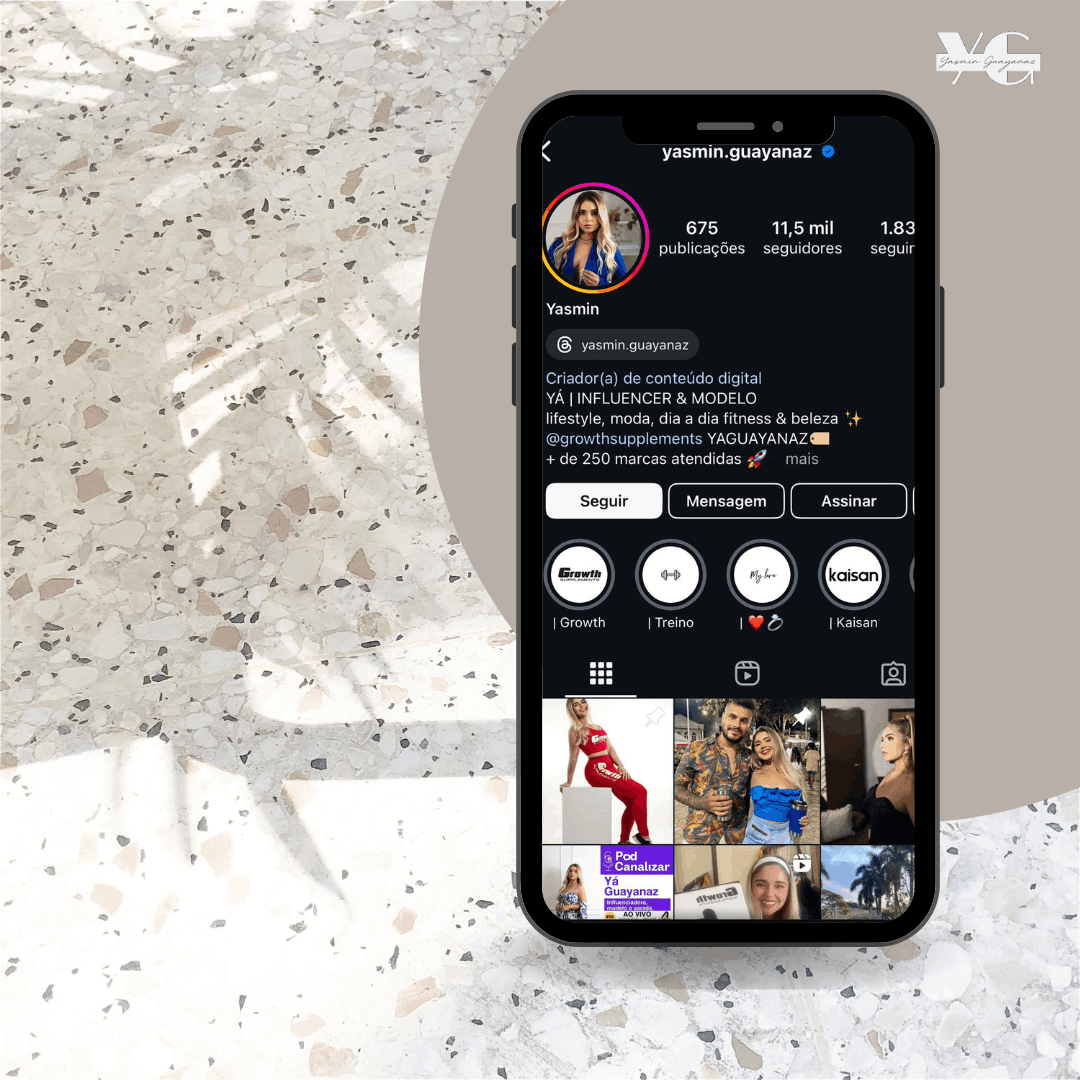 YG
Yasmin Guayanaz
yasmin.guayanaz
675
11,5 mil
1.83
publicações
seguidores
seguir
Yasmin
yasmin.guayanaz
Criador(a) de conteúdo digital
YÁ | INFLUENCER & MODELO
lifestyle, moda, dia a dia fitness & beleza ✨
@growthsupplements YAGUAYANAZ🏷️
+ de 250 marcas atendidas 🚀 ... mais
Seguir
Mensagem
Assinar
Growth
SUPPLEMENTS
My love
kaisan
| Growth
| Treino
| ❤️💍
| Kaisan
Growth
Growth
Pod
Canalizar
Yá
Guayanaz
Influenciadora,
modelo e
AO VIVO
Growth